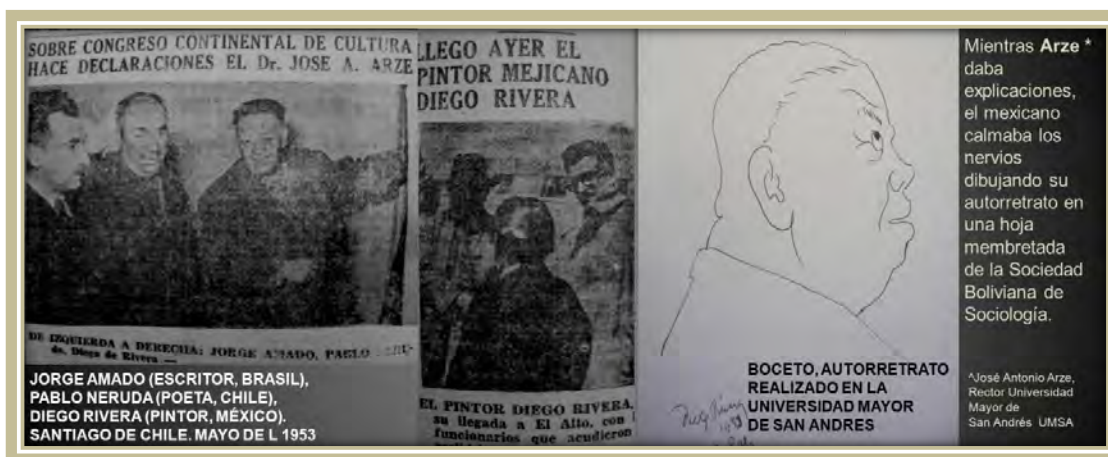 SOBRE CONGRESO CONTINENTAL DE CULTURA
HACE DECLARACIONES EL Dr. JOSE A. ARZE
DE IZQUIERDA A DERECHA: JORGE AMADO, PABLO
do, Diego de Rivera —
JORGE AMADO (ESCRITOR, BRASIL),
PABLO NERUDA (POETA, CHILE),
DIEGO RIVERA (PINTOR, MÉXICO).
SANTIAGO DE CHILE. MAYO DE L 1953
LLEGO AYER EL
PINTOR MEJICANO
DIEGO RIVERA
EL PINTOR DIEGO RIVERA,
su llegada a El Alto, con
funcionarios que acudieron
BOCETO, AUTORRETRATO
REALIZADO EN LA
UNIVERSIDAD MAYOR
DE SAN ANDRES
Mientras Arze *
daba
explicaciones,
el mexicano
calmaba los
nervios
dibujando su
autorretrato en
una hoja
membretada
de la Sociedad
Boliviana de
Sociología.
^José Antonio Arze,
Rector Universidad
Mayor de
San Andrés UMSA